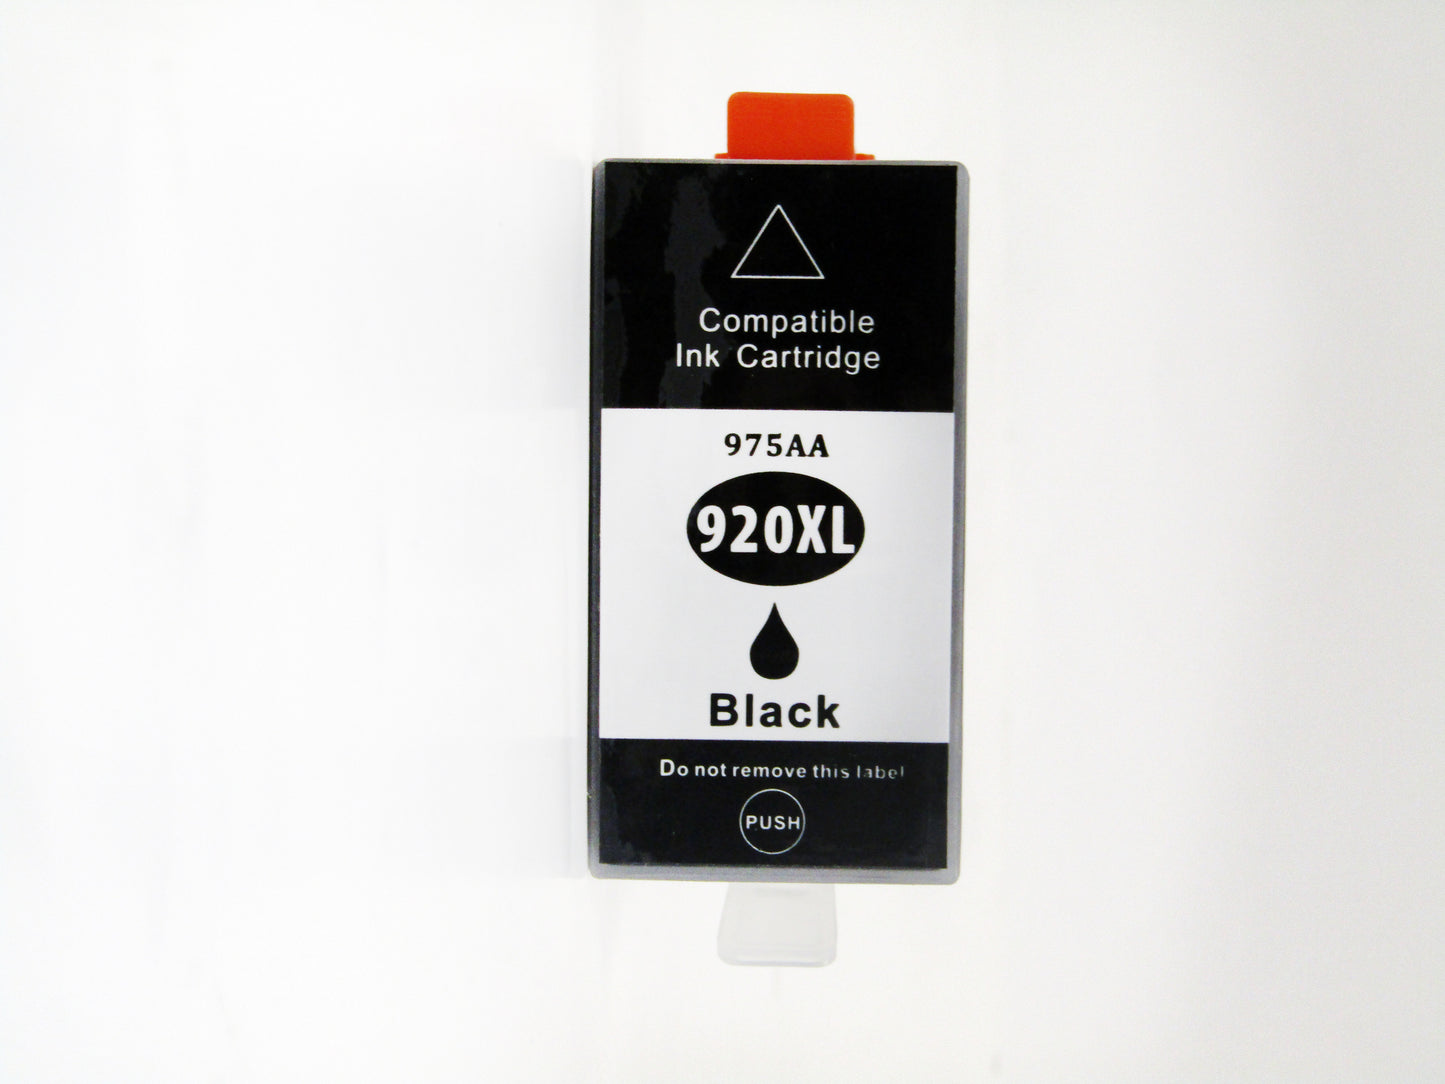 Compatible
Ink Cartridge
975AA
920XL
Black
Do not remove this label
PUSH